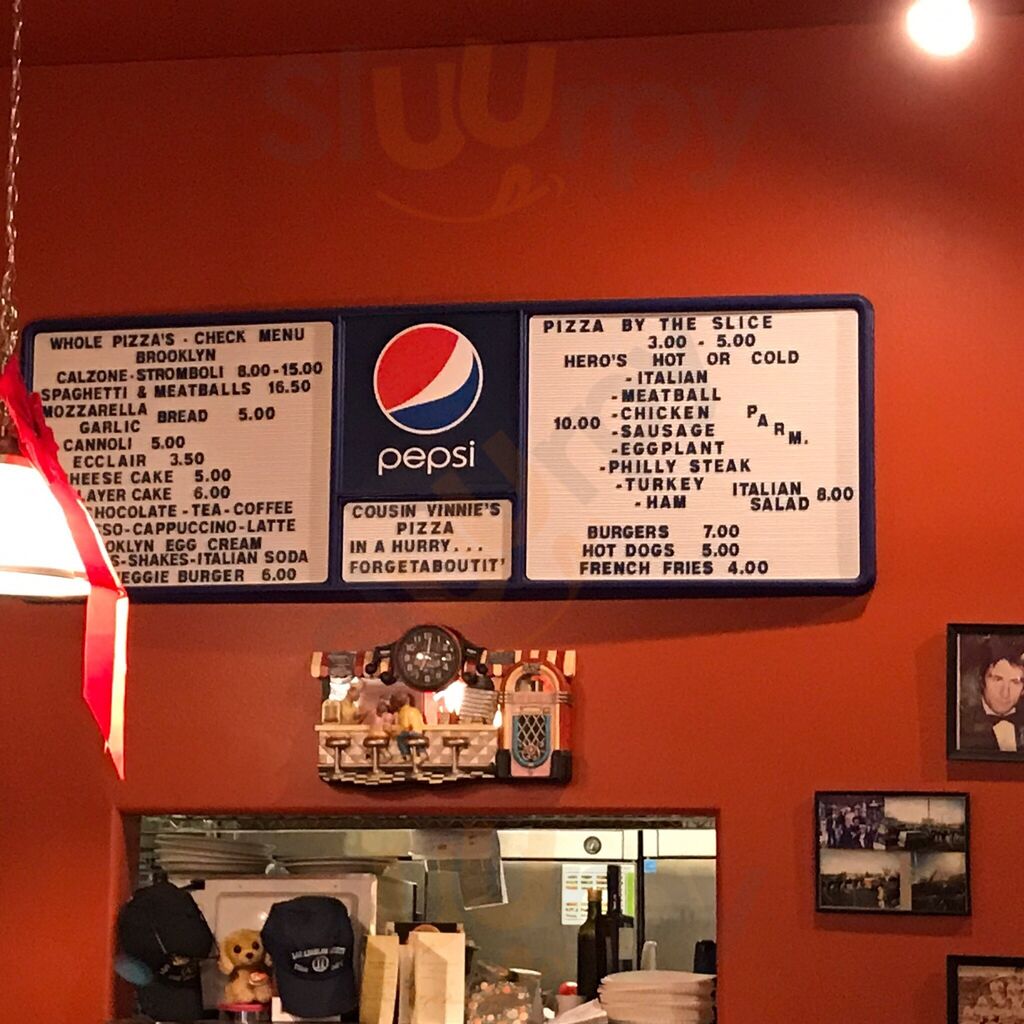 Sluurpy
WHOLE PIZZA'S - CHECK MENU
BROOKLYN
CALZONE-STROMBOLI 8.00-15.00
SPAGHETTI & MEATBALLS 16.50
MOZZARELLA
GARLIC BREAD 5.00
CANNOLI 5.00
ECCLAIR 3.50
HEESE CAKE 5.00
LAYER CAKE 6.00
CHOCOLATE-TEA-COFFEE
SSO-CAPPUCCINO-LATTE
OKLYN EGG CREAM
S-SHAKES-ITALIAN SODA
EGGIE BURGER 6.00
pepsi
COUSIN VINNIE'S
PIZZA
IN A HURRY...
FORGETABOUTIT'
PIZZA BY THE SLICE
3.00 - 5.00
HERO'S HOT OR COLD
-ITALIAN
-MEATBALL
10.00 -CHICKEN PARM.
-SAUSAGE
-EGGPLANT
-PHILLY STEAK
-TURKEY
-HAM
ITALIAN
SALAD 8.00
BURGERS 7.00
HOT DOGS 5.00
FRENCH FRIES 4.00